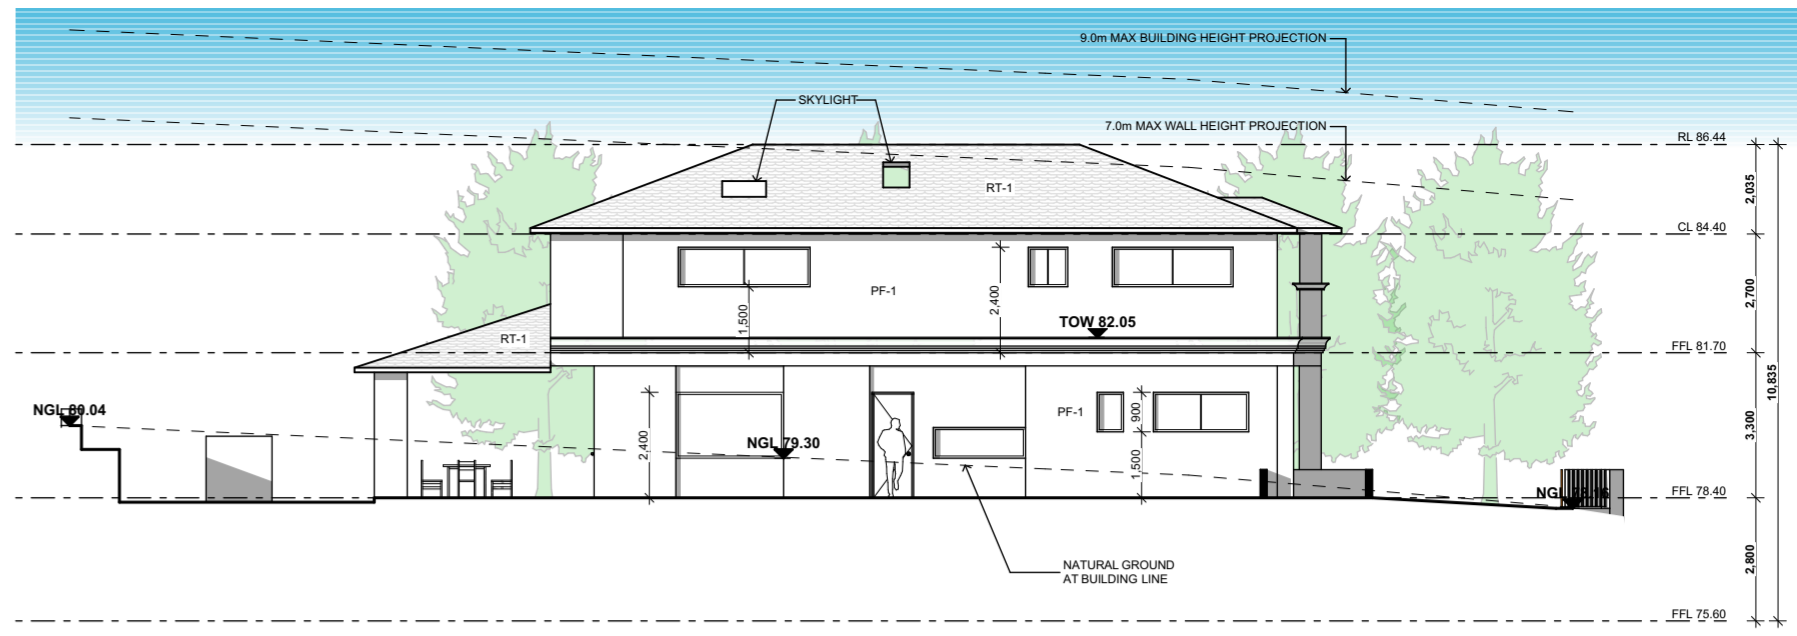 9.0m MAX BUILDING HEIGHT PROJECTION
SKYLIGHT
7.0m MAX WALL HEIGHT PROJECTION
RL 86.44
2,035
RT-1
CL 84.40
PF-1
2,400
1,500
2,700
TOW 82.05
RT-1
FFL 81.70
10,835
NGL 80.04
PF-1
900
3,300
2,400
NGL 79.30
1,500
FFL 78.40
NGL 78.16
NATURAL GROUND
AT BUILDING LINE
2,800
FFL 75.60